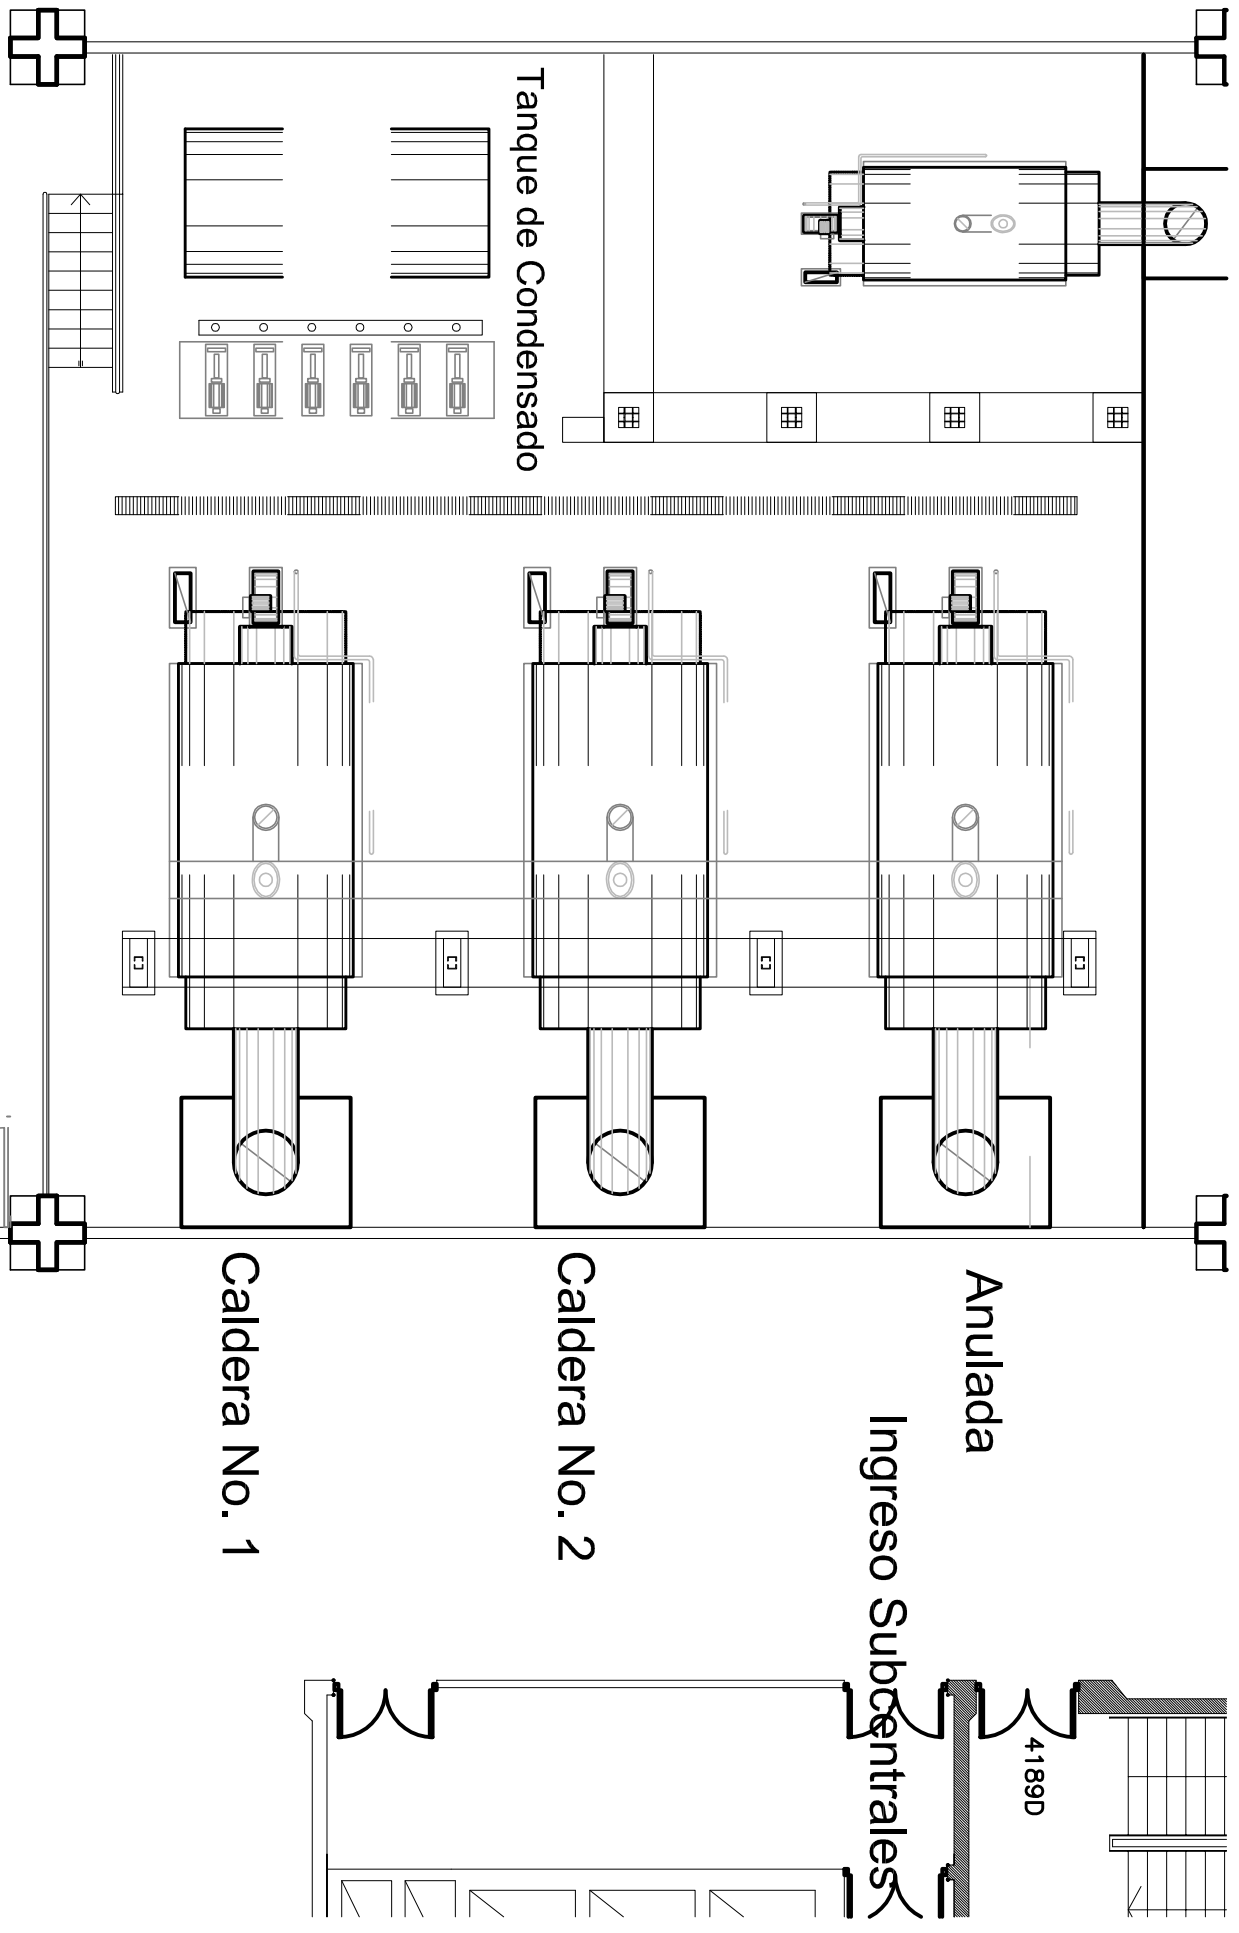 Tanque de Condensado
Anulada
Caldera No. 2
Caldera No. 1
Ingreso Subcentrales
4189D